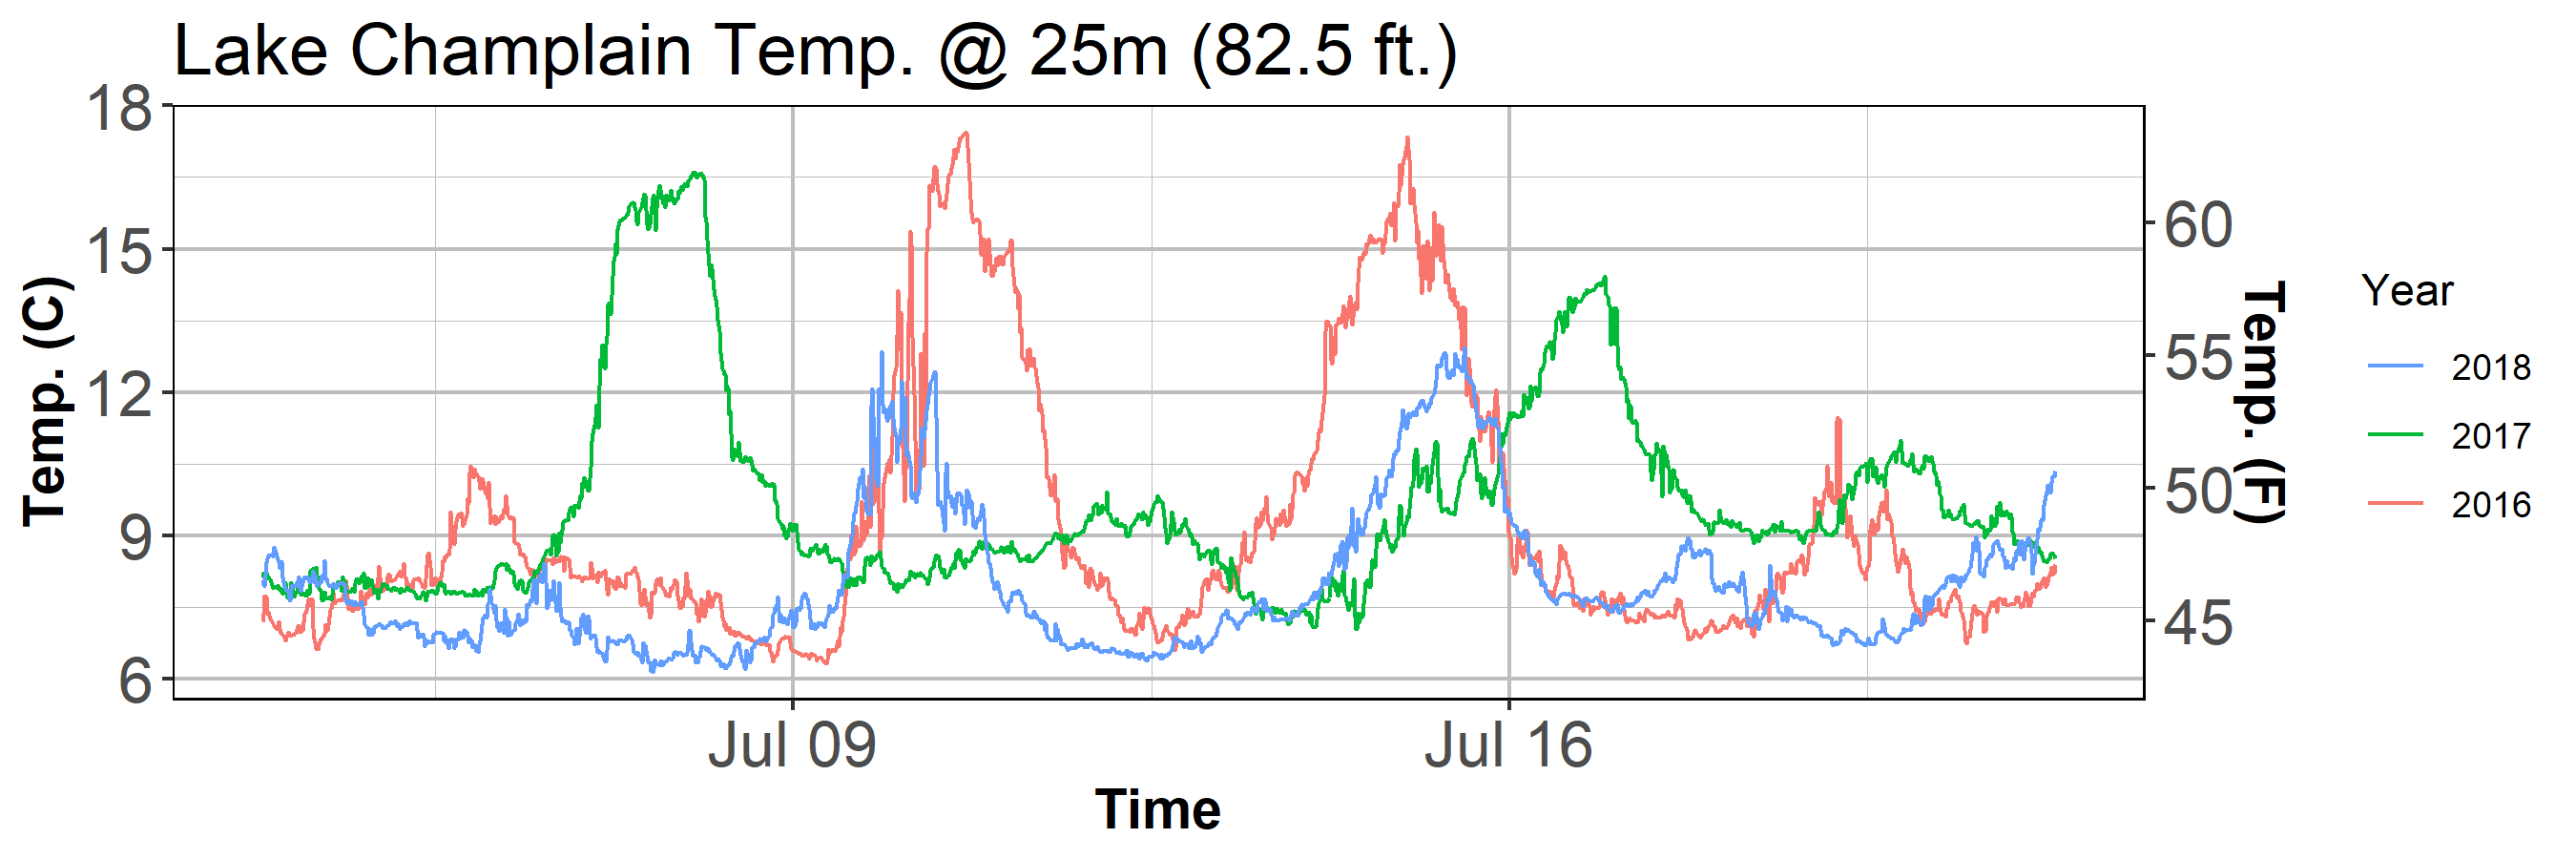 Lake Champlain Temp. @ 25m (82.5 ft.)
Temp. (C)
18
15
12
9
6
Jul 09
Jul 16
Time
60
55
50
45
Temp. (F)
Year
2018
2017
2016